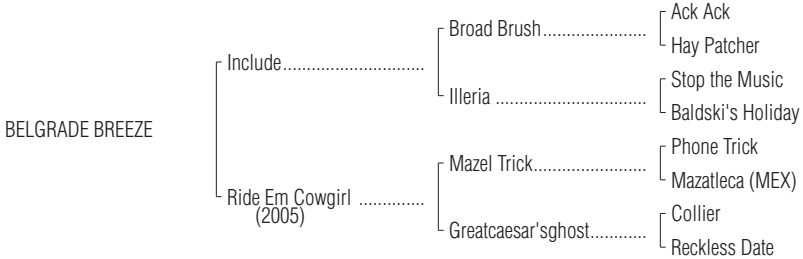 Ack Ack
Broad Brush......................
Hay Patcher
Include.............................
Stop the Music
Illeria ...............................
Baldski's Holiday
BELGRADE BREEZE
Phone Trick
Mazel Trick.......................
Mazatleca (MEX)
Ride Em Cowgirl ..............
(2005)
Collier
Greatcaesar'sghost............
Reckless Date